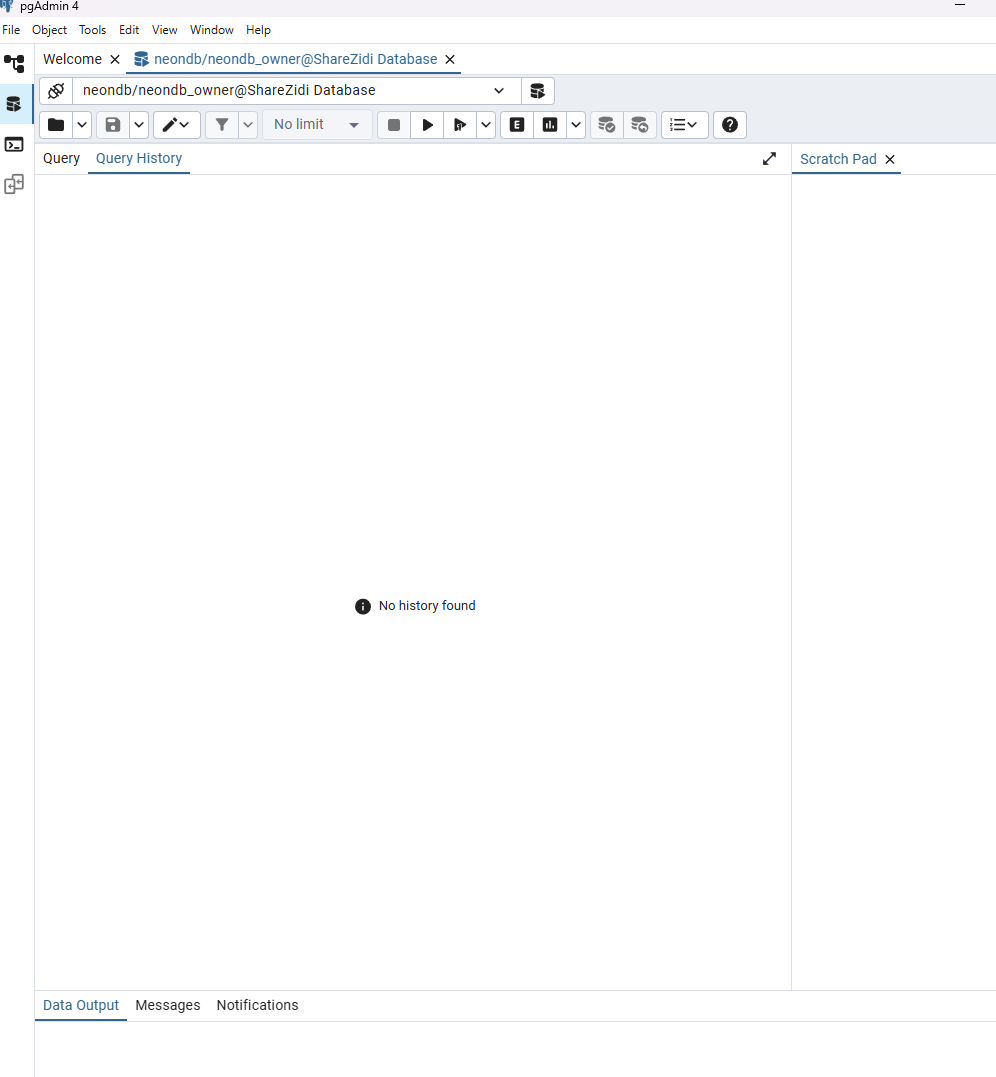 pgAdmin 4
File Object Tools Edit View Window Help
Welcome neondb/neondb_owner@ShareZidi Database
neondb/neondb_owner@ShareZidi Database
No limit E
Query Query History Scratch Pad
No history found
Data Output Messages Notifications